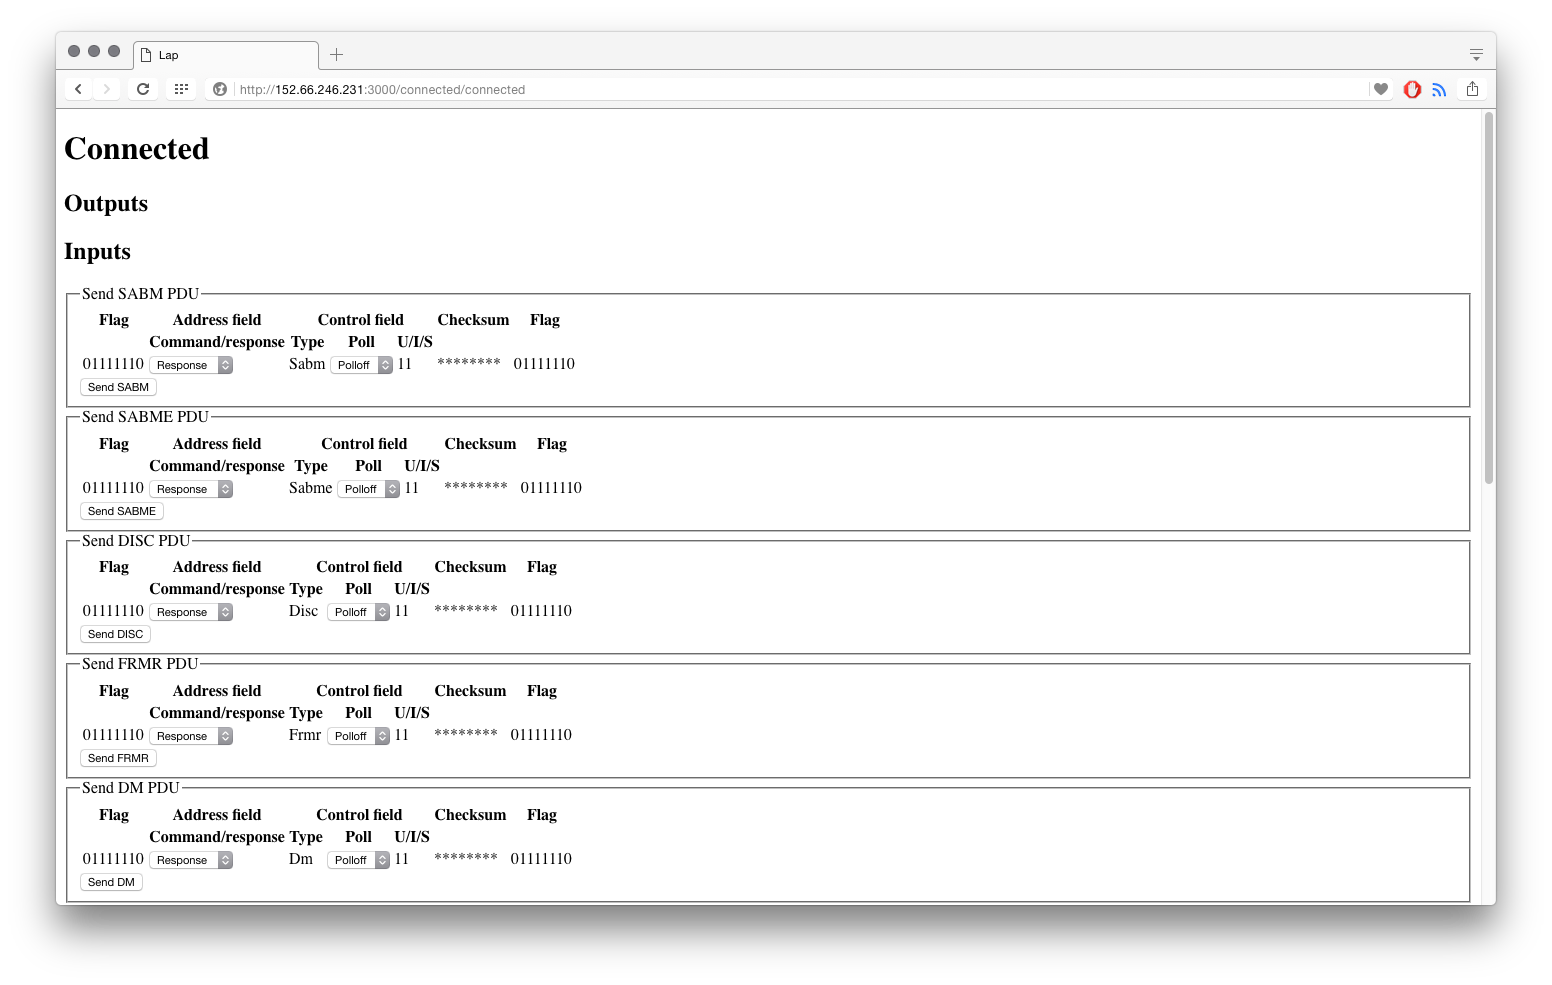 Lap
http://152.66.246.231:3000/connected/connected
Connected
Outputs
Inputs
Send SABM PDU
Flag Address field Control field Checksum Flag
Command/response Type Poll U/I/S
01111110 Response Sabm Polloff 11 ******** 01111110
Send SABM
Send SABME PDU
Flag Address field Control field Checksum Flag
Command/response Type Poll U/I/S
01111110 Response Sabme Polloff 11 ******** 01111110
Send SABME
Send DISC PDU
Flag Address field Control field Checksum Flag
Command/response Type Poll U/I/S
01111110 Response Disc Polloff 11 ******** 01111110
Send DISC
Send FRMR PDU
Flag Address field Control field Checksum Flag
Command/response Type Poll U/I/S
01111110 Response Frmr Polloff 11 ******** 01111110
Send FRMR
Send DM PDU
Flag Address field Control field Checksum Flag
Command/response Type Poll U/I/S
01111110 Response Dm Polloff 11 ******** 01111110
Send DM